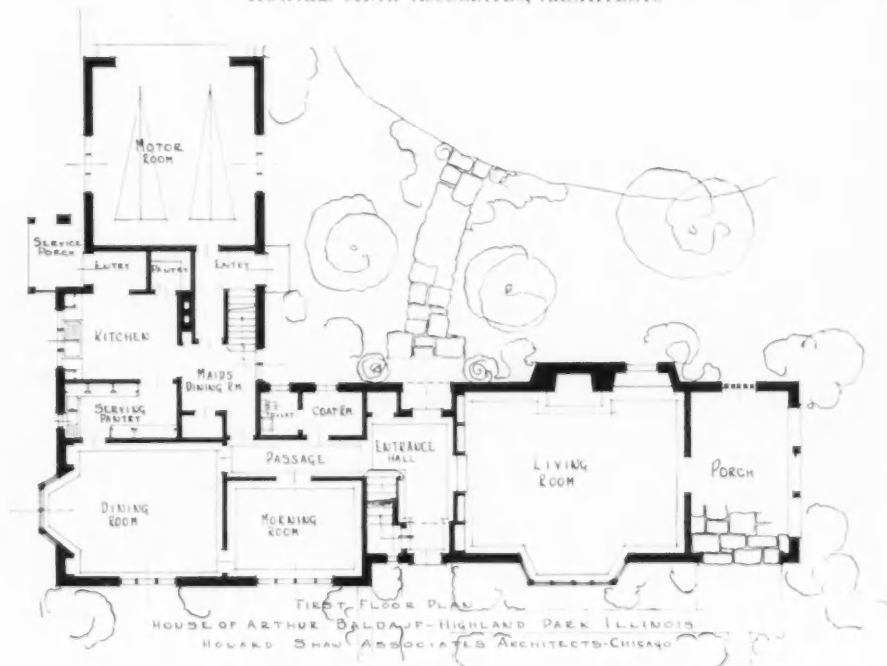 MOTOR
ROOM
SERVICE
PORCH
ENTRY
PANTRY
ENTRY
KITCHEN
MAIDS
DINING RM
SERVING
PANTRY
TOILET
COAT RM.
ENTRANCE
HALL
PASSAGE
LIVING
ROOM
PORCH
DINING
ROOM
MORNING
ROOM
FIRST FLOOR PLAN
HOUSE OF ARTHUR BALDAUF-HIGHLAND PARK ILLINOIS
HOWARD SHAW ASSOCIATES ARCHITECTS-CHICAGO